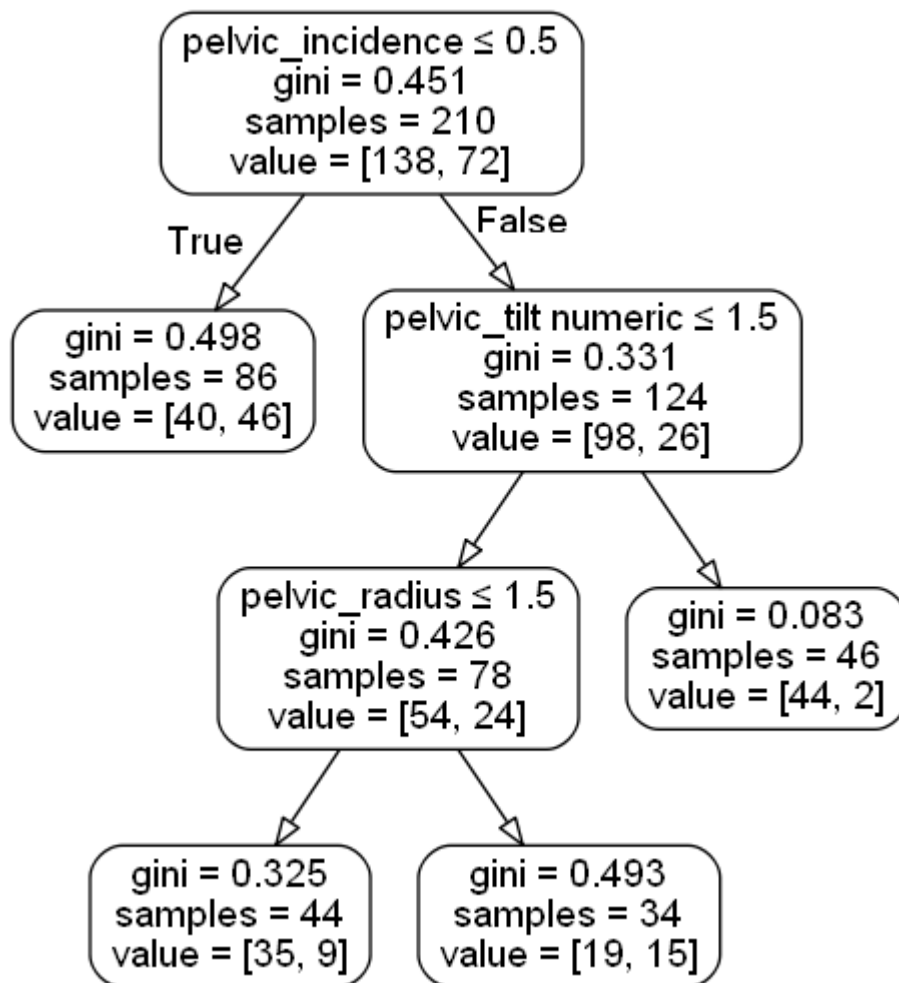 pelvic_incidence ≤ 0.5
gini = 0.451
samples = 210
value = [138, 72]
True
False
gini = 0.498
samples = 86
value = [40, 46]
pelvic_tilt numeric ≤ 1.5
gini = 0.331
samples = 124
value = [98, 26]
pelvic_radius ≤ 1.5
gini = 0.426
samples = 78
value = [54, 24]
gini = 0.083
samples = 46
value = [44, 2]
gini = 0.325
samples = 44
value = [35, 9]
gini = 0.493
samples = 34
value = [19, 15]